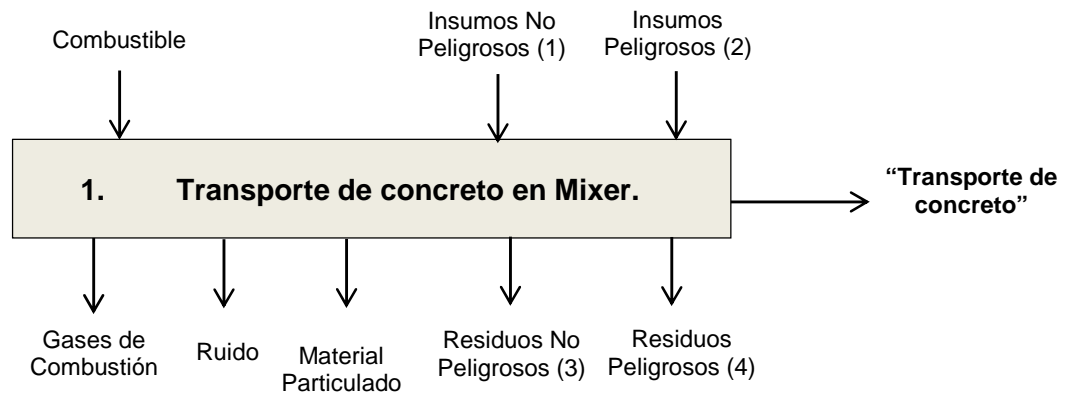 Combustible
Insumos No
Peligrosos (1)
Insumos
Peligrosos (2)
1. Transporte de concreto en Mixer.
“Transporte de
concreto”
Gases de
Combustión
Ruido
Material
Particulado
Residuos No
Peligrosos (3)
Residuos
Peligrosos (4)